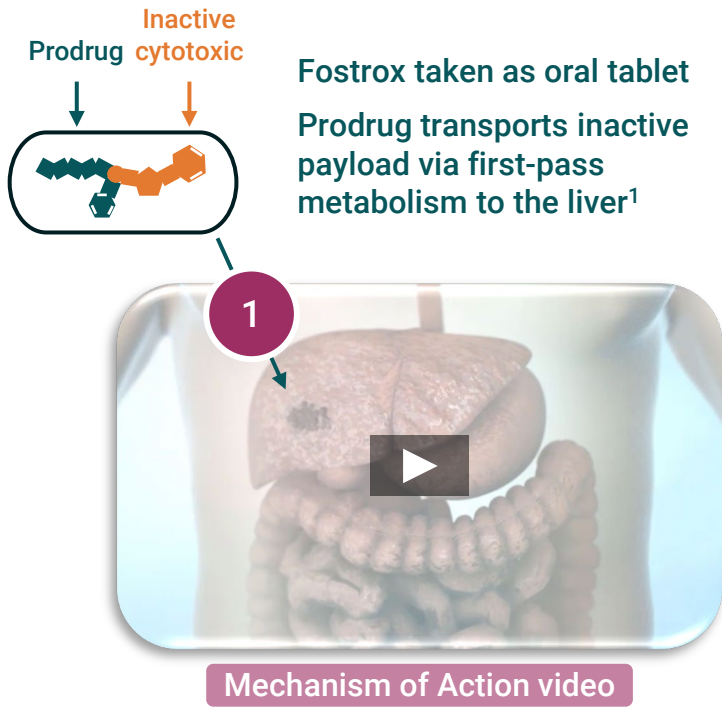 Inactive
Prodrug cytotoxic
Fostrox taken as oral tablet
Prodrug transports inactive
payload via first-pass
metabolism to the liver¹
1
Mechanism of Action video